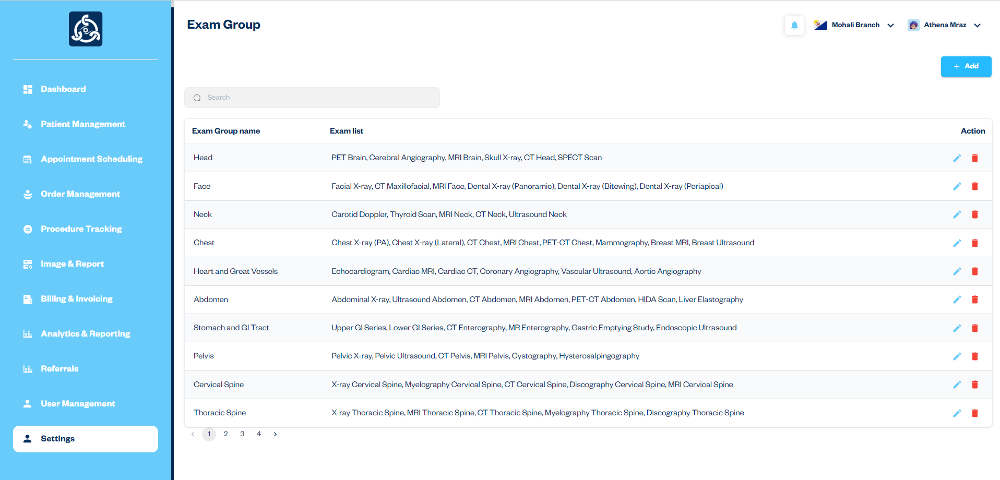 Exam Group
Mohali Branch
Athena Mraz
+ Add
Search
Dashboard
Patient Management
Appointment Scheduling
Order Management
Procedure Tracking
Image & Report
Billing & Invoicing
Analytics & Reporting
Referrals
User Management
Settings
Exam Group name Exam list Action
Head PET Brain, Cerebral Angiography, MRI Brain, Skull X-ray, CT Head, SPECT Scan
Face Facial X-ray, CT Maxillofacial, MRI Face, Dental X-ray (Panoramic), Dental X-ray (Bitewing), Dental X-ray (Periapical)
Neck Carotid Doppler, Thyroid Scan, MRI Neck, CT Neck, Ultrasound Neck
Chest Chest X-ray (PA), Chest X-ray (Lateral), CT Chest, MRI Chest, PET-CT Chest, Mammography, Breast MRI, Breast Ultrasound
Heart and Great Vessels Echocardiogram, Cardiac MRI, Cardiac CT, Coronary Angiography, Vascular Ultrasound, Aortic Angiography
Abdomen Abdominal X-ray, Ultrasound Abdomen, CT Abdomen, MRI Abdomen, PET-CT Abdomen, HIDA Scan, Liver Elastography
Stomach and GI Tract Upper GI Series, Lower GI Series, CT Enterography, MR Enterography, Gastric Emptying Study, Endoscopic Ultrasound
Pelvis Pelvic X-ray, Pelvic Ultrasound, CT Pelvis, MRI Pelvis, Cystography, Hysterosalpingography
Cervical Spine X-ray Cervical Spine, Myelography Cervical Spine, CT Cervical Spine, Discography Cervical Spine, MRI Cervical Spine
Thoracic Spine X-ray Thoracic Spine, MRI Thoracic Spine, CT Thoracic Spine, Myelography Thoracic Spine, Discography Thoracic Spine
1 2 3 4